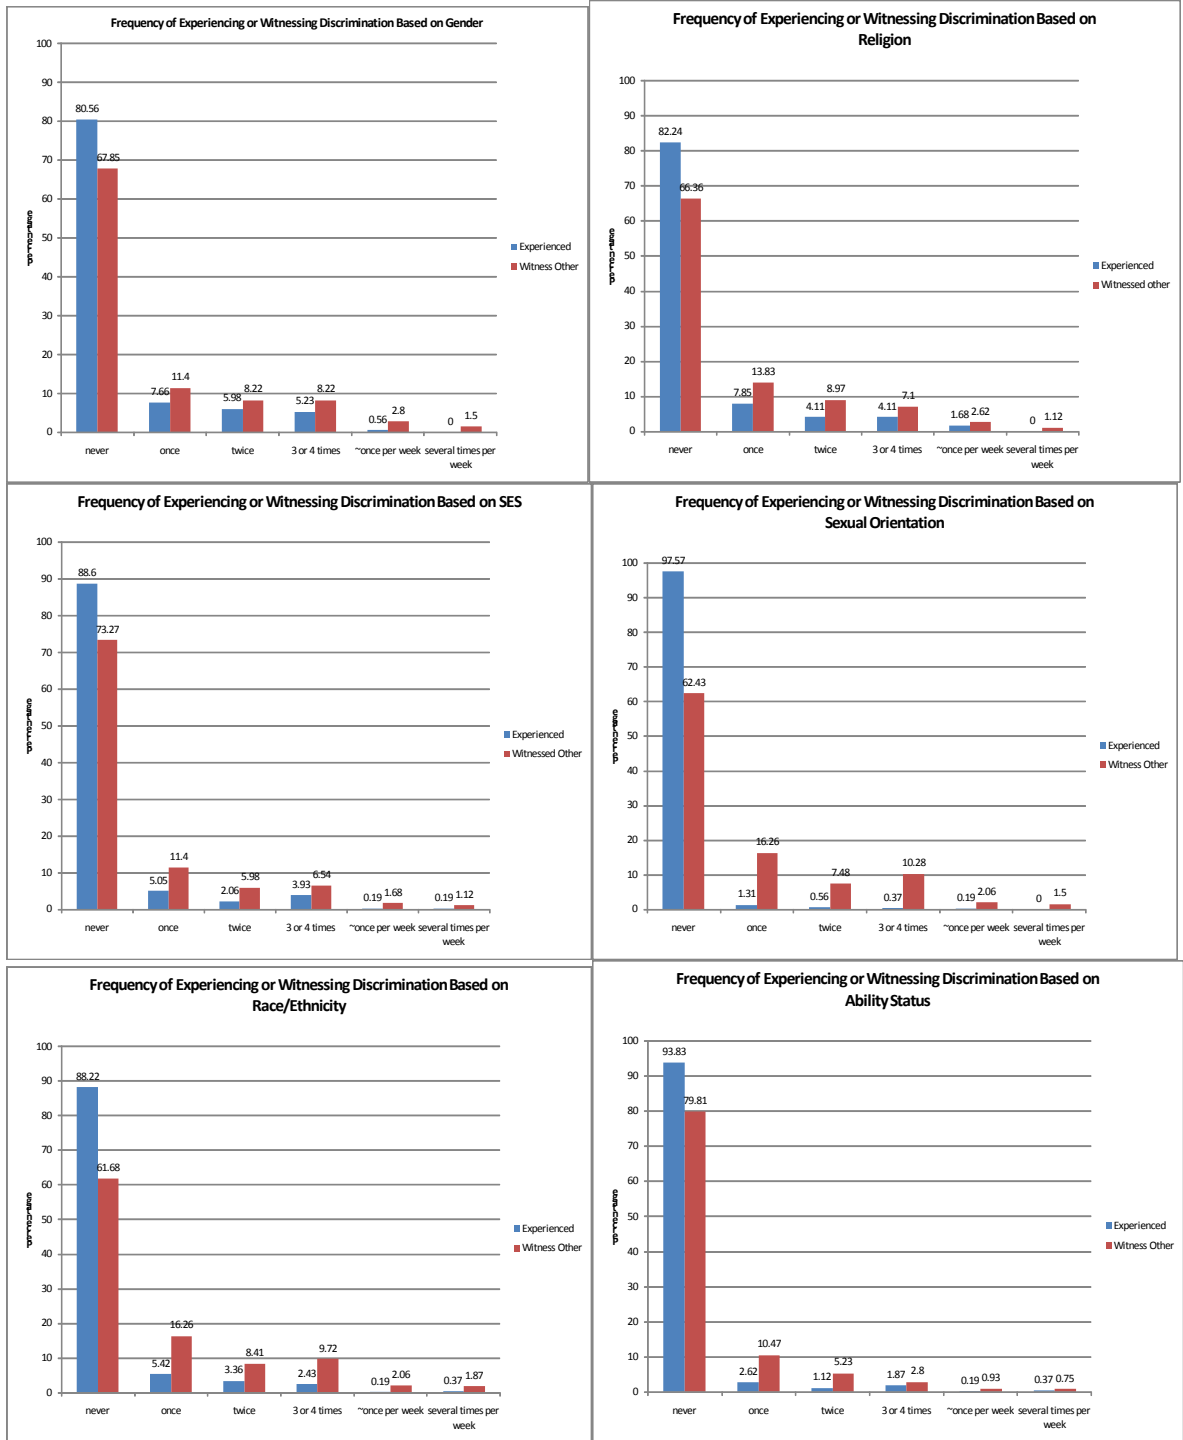 Frequency of Experiencing or Witnessing Discrimination Based on Gender
100
90
80
70
60
50
40
30
20
10
0
80.56
67.85
7.66
11.4
5.98
8.22
5.23
8.22
0.56
2.8
0
1.5
never
once
twice
3 or 4 times
~once per week
several times per
week
Experienced
Witness Other
Frequency of Experiencing or Witnessing Discrimination Based on
Religion
100
90
80
70
60
50
40
30
20
10
0
82.24
66.36
7.85
13.83
4.11
8.97
4.11
7.1
1.68
2.62
0
1.12
never
once
twice
3 or 4 times
~once per week
several times per
week
Experienced
Witnessed other
Frequency of Experiencing or Witnessing Discrimination Based on SES
100
90
80
70
60
50
40
30
20
10
0
88.6
73.27
5.05
11.4
2.06
5.98
3.93
6.54
0.19
1.68
0.19
1.12
never
once
twice
3 or 4 times
~once per week
several times per
week
Experienced
Witnessed Other
Frequency of Experiencing or Witnessing Discrimination Based on
Sexual Orientation
100
90
80
70
60
50
40
30
20
10
0
97.57
62.43
1.31
16.26
0.56
7.48
0.37
10.28
0.19
2.06
0
1.5
never
once
twice
3 or 4 times
~once per week
several times per
week
Experienced
Witness Other
Frequency of Experiencing or Witnessing Discrimination Based on
Race/Ethnicity
100
90
80
70
60
50
40
30
20
10
0
88.22
61.68
5.42
16.26
3.36
8.41
2.43
9.72
0.19
2.06
0.37
1.87
never
once
twice
3 or 4 times
~once per week
several times per
week
Experienced
Witness Other
Frequency of Experiencing or Witnessing Discrimination Based on
Ability Status
100
90
80
70
60
50
40
30
20
10
0
93.83
79.81
2.62
10.47
1.12
5.23
1.87
2.8
0.19
0.93
0.37
0.75
never
once
twice
3 or 4 times
~once per week
several times per
week
Experienced
Witness Other